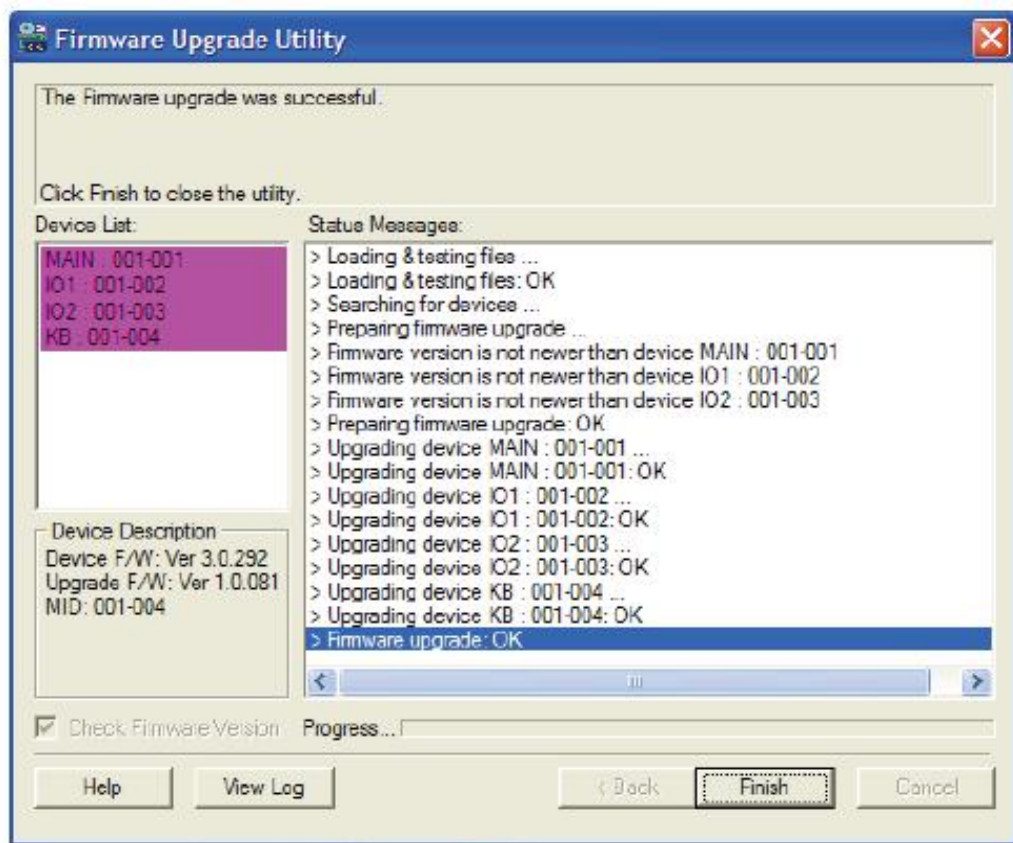 Firmware Upgrade Utility
The Firmware upgrade was successful.
Click Finish to close the utility.
Device List:
MAIN : 001-001
IO1 : 001-002
IO2 : 001-003
KB : 001-004
Status Messages:
> Loading & testing files ...
> Loading & testing files: OK
> Searching for devices ...
> Preparing firmware upgrade ...
> Firmware version is not newer than device MAIN : 001-001
> Firmware version is not newer than device IO1 : 001-002
> Firmware version is not newer than device IO2 : 001-003
> Preparing firmware upgrade: OK
> Upgrading device MAIN : 001-001 ...
> Upgrading device MAIN : 001-001: OK
> Upgrading device IO1 : 001-002 ...
> Upgrading device IO1 : 001-002: OK
> Upgrading device IO2 : 001-003 ...
> Upgrading device IO2 : 001-003: OK
> Upgrading device KB : 001-004 ...
> Upgrading device KB : 001-004: OK
> Firmware upgrade: OK
Device Description
Device F/W: Ver 3.0.292
Upgrade F/W: Ver 1.0.081
MID: 001-004
Check Firmware Version
Progress...
Help
View Log
< Back
Finish
Cancel